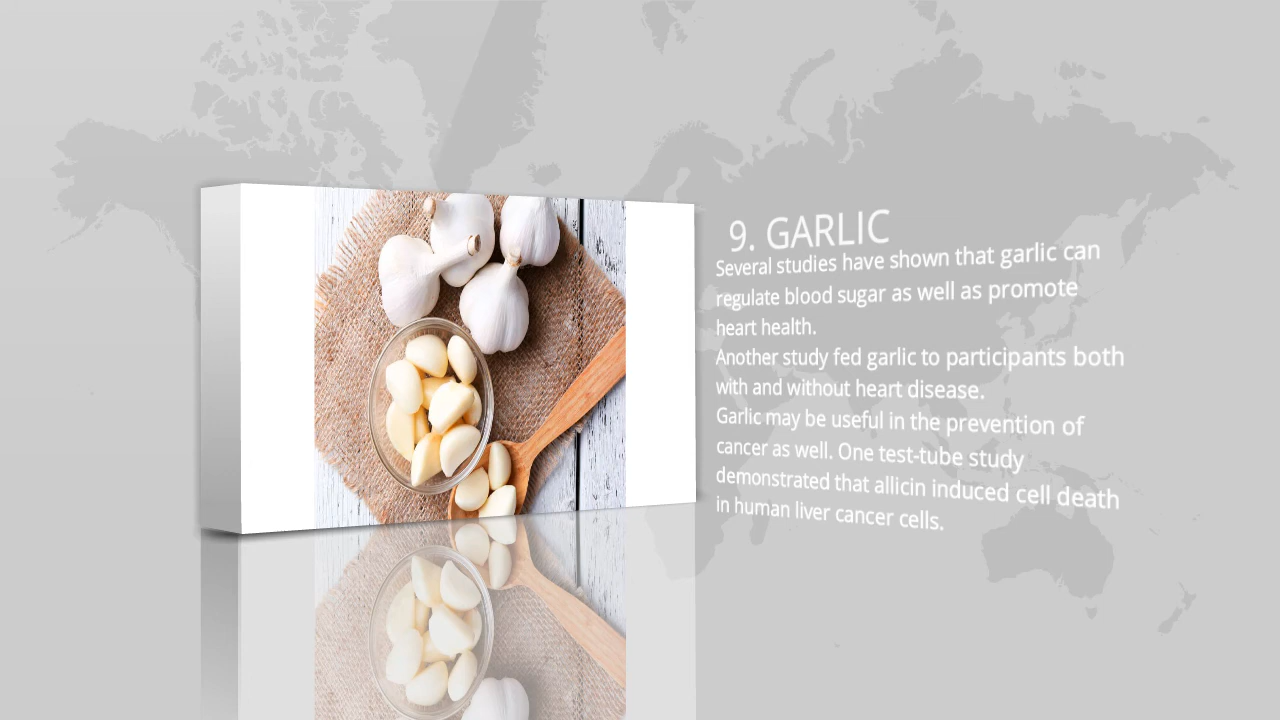 9. GARLIC
Several studies have shown that garlic can
regulate blood sugar as well as promote
heart health.
Another study fed garlic to participants both
with and without heart disease.
Garlic may be useful in the prevention of
cancer as well. One test-tube study
demonstrated that allicin induced cell death
in human liver cancer cells.